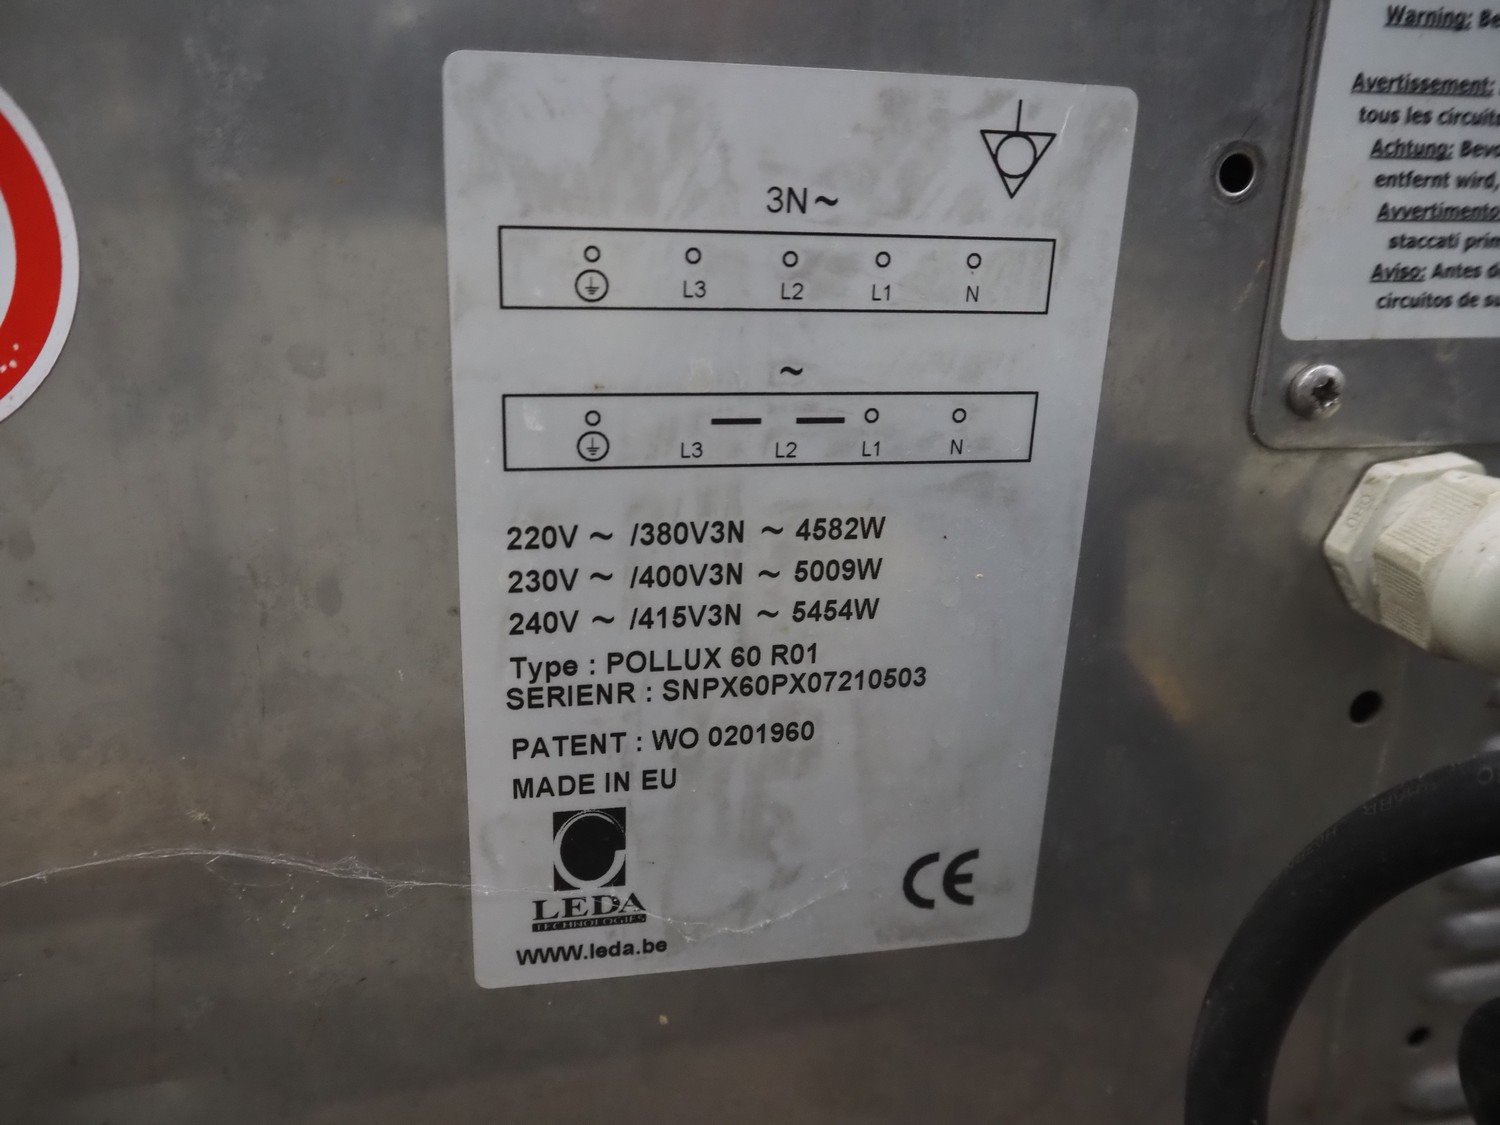 3N~
L3 L2 L1 N
~
L3 L2 L1 N
220V ~ /380V3N ~ 4582W
230V ~ /400V3N ~ 5009W
240V ~ /415V3N ~ 5454W
Type : POLLUX 60 R01
SERIENR : SNPX60PX07210503
PATENT : WO 0201960
MADE IN EU
LEDA
TECHNOLOGIES
CE
WWW.leda.be
Warning: Be
Avertissement:
tous les circuits
Achtung: Bevo
entfernt wird,
Avvertimento
staccati prim
Aviso: Antes d
circuitos de su